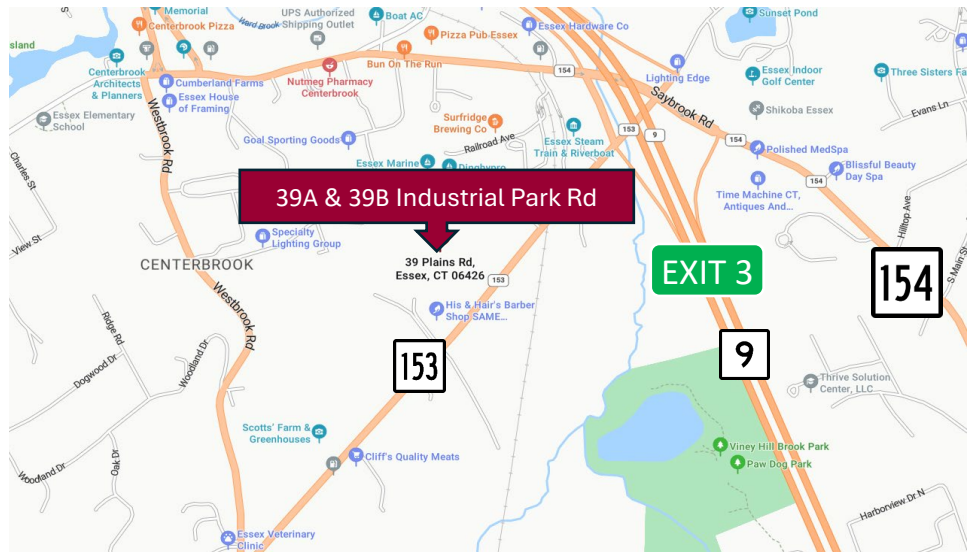 Memorial
UPS Authorized
Shipping Outlet
Boat AC
Essex Hardware Co
Sunset Pond
Centerbrook Pizza
Ward Brook
Pizza Pub-Essex
sland
Centerbrook
Architects
& Planners
Bun On The Run
154
Lighting Edge
Essex Indoor
Golf Center
Three Sisters Fa
Cumberland Farms
Nutmeg Pharmacy
Centerbrook
Essex House
of Framing
Saybrook Rd
Shikoba Essex
Evans Ln
Essex Elementary
School
Westbrook Rd
Surfridge
Brewing Co
153
9
154
Goal Sporting Goods
Railroad Ave
Essex Steam
Train & Riverboat
Polished MedSpa
Charles St
Essex Marine
Dinghypro
Blissful Beauty
Day Spa
154
39A & 39B Industrial Park Rd
Time Machine CT,
Antiques And...
Hilltop Ave
View St
Specialty
Lighting Group
CENTERBROOK
39 Plains Rd,
Essex, CT 06426
153
EXIT 3
154
S Main St
Westbrook Rd
His & Hair's Barber
Shop SAME...
Ridge Rd
153
9
Dogwood Dr
Woodland Dr
Thrive Solution
Center, LLC
Scotts' Farm &
Greenhouses
Viney Hill Brook Park
Cliff's Quality Meats
Paw Dog Park
Woodland Dr
Oak Dr
Harborview Dr N
Essex Veterinary
Clinic